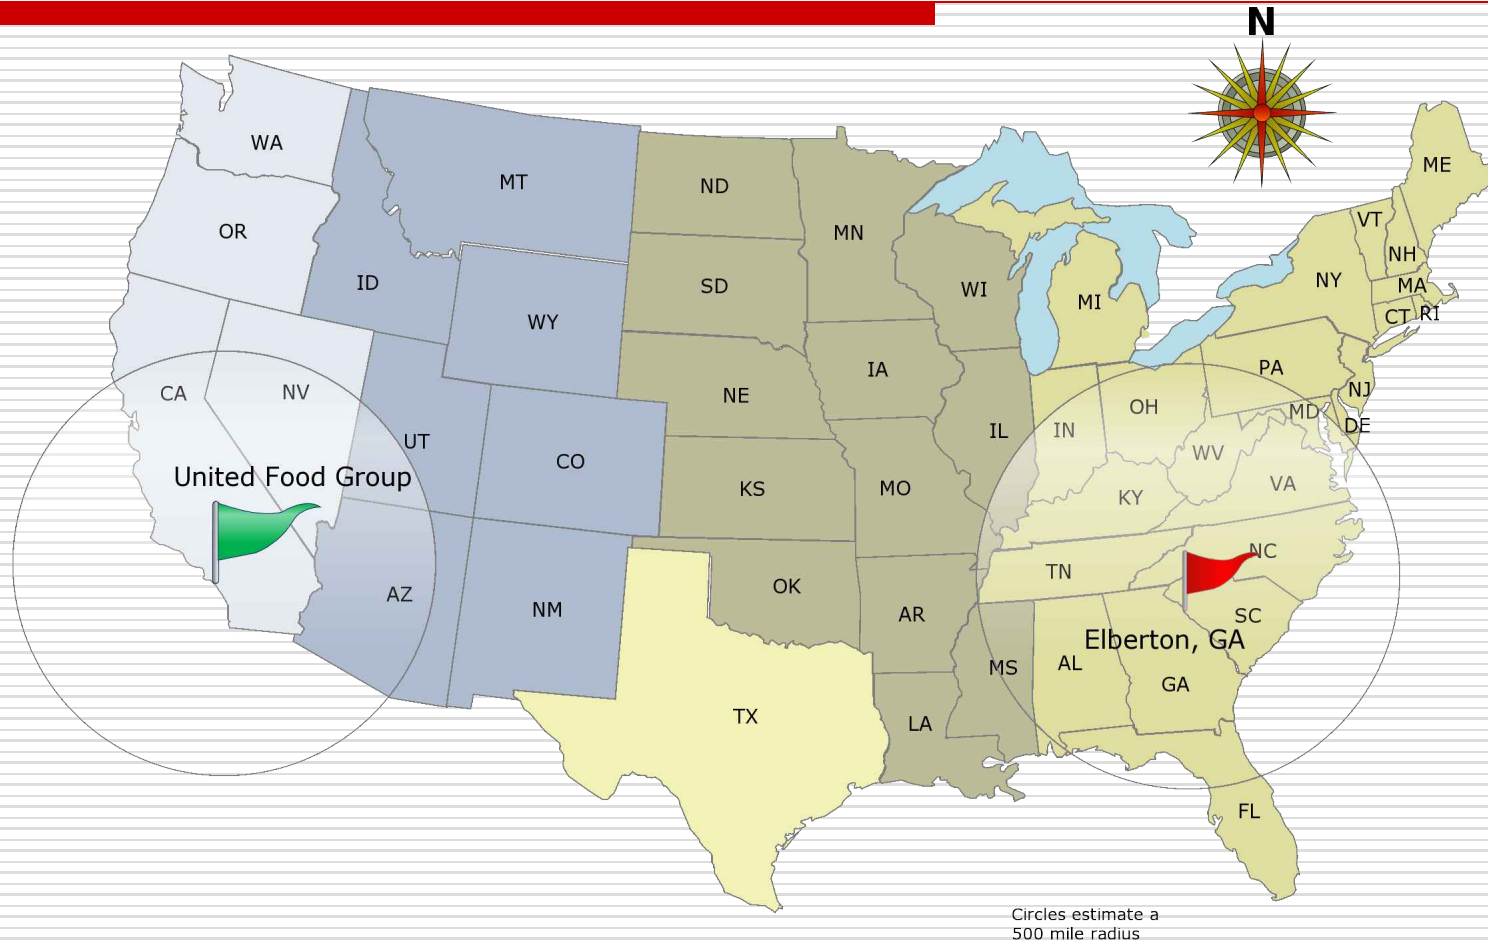 N
ME
WA
VT
MT
ND
OR
MN
NH
ID
SD
WI
MI
NY
MA
CT
RI
WY
IA
PA
CA
NV
NE
NJ
OH
MD
UT
IL
IN
DE
CO
WV
United Food Group
KS
MO
KY
VA
NC
AZ
NM
OK
AR
TN
SC
Elberton, GA
MS
AL
GA
TX
LA
FL
Circles estimate a
500 mile radius